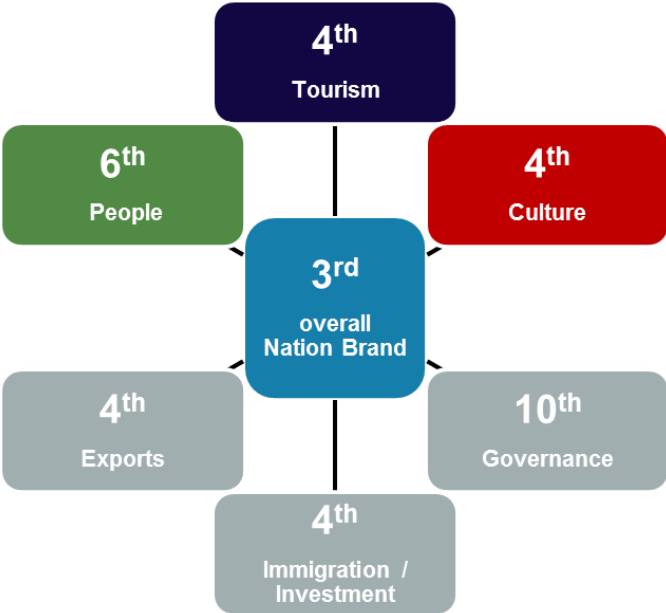 4th
Tourism
6th
People
4th
Culture
3rd
overall
Nation Brand
4th
Exports
10th
Governance
4th
Immigration /
Investment